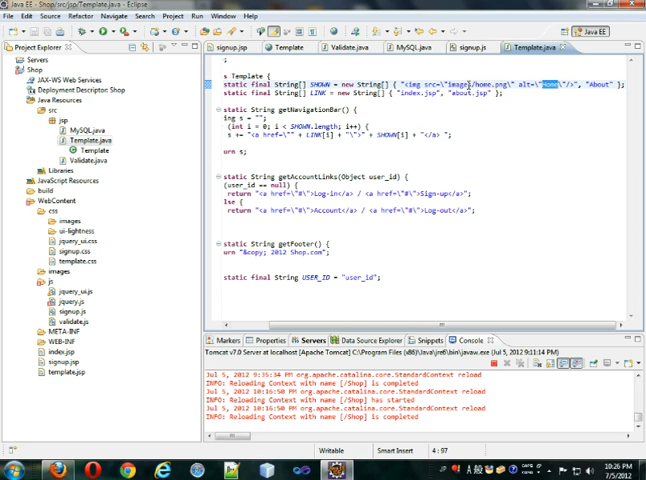 Java EE - Shop/src/jsp/Template.java - Eclipse
File Edit Source Refactor Navigate Search Project Run Window Help
Java EE
Project Explorer
signup.jsp Template Validate.java MySQL.java signup.js Template.java
Servers
Shop
JAX-WS Web Services
Deployment Descriptor: Shop
Java Resources
src
jsp
MySQL.java
Template.java
Template
Validate.java
Libraries
JavaScript Resources
build
WebContent
css
images
ui-lightness
jquery_ui.css
signup.css
template.css
images
js
jquery_ui.js
jquery.js
signup.js
validate.js
META-INF
WEB-INF
index.jsp
signup.jsp
template.jsp
;
s Template {
static final String[] SHOWN = new String[] { "<img src=\"image/home.png\" alt=\"Home\"/>", "About" };
static final String[] LINK = new String[] { "index.jsp", "about.jsp" };
static String getNavigationBar() {
ing s = "";
(int i = 0; i < SHOWN.length; i++) {
s += "<a href=\"" + LINK[i] + "\">" + SHOWN[i] + "</a> ";
urn s;
static String getAccountLinks(Object user_id) {
(user_id == null) {
return "<a href=\"#\">Log-in</a> / <a href=\"#\">Sign-up</a>";
else {
return "<a href=\"#\">Account</a> / <a href=\"#\">Log-out</a>";
static String getFooter() {
urn "&copy; 2012 Shop.com";
static final String USER_ID = "user_id";
Markers Properties Servers Data Source Explorer Snippets Console
Tomcat v7.0 Server at localhost [Apache Tomcat] C:\Program Files\Java\jre6\bin\javaw.exe (Jul 5, 2012 9:11:14 PM)
Jul 5, 2012 9:35:34 PM org.apache.catalina.core.StandardContext reload
INFO: Reloading Context with name [/Shop] is completed
Jul 5, 2012 10:16:50 PM org.apache.catalina.core.StandardContext reload
INFO: Reloading Context with name [/Shop] has started
Jul 5, 2012 10:16:50 PM org.apache.catalina.core.StandardContext reload
INFO: Reloading Context with name [/Shop] is completed
Writable Smart Insert 4 : 97
JP
10:26 PM
7/5/2012